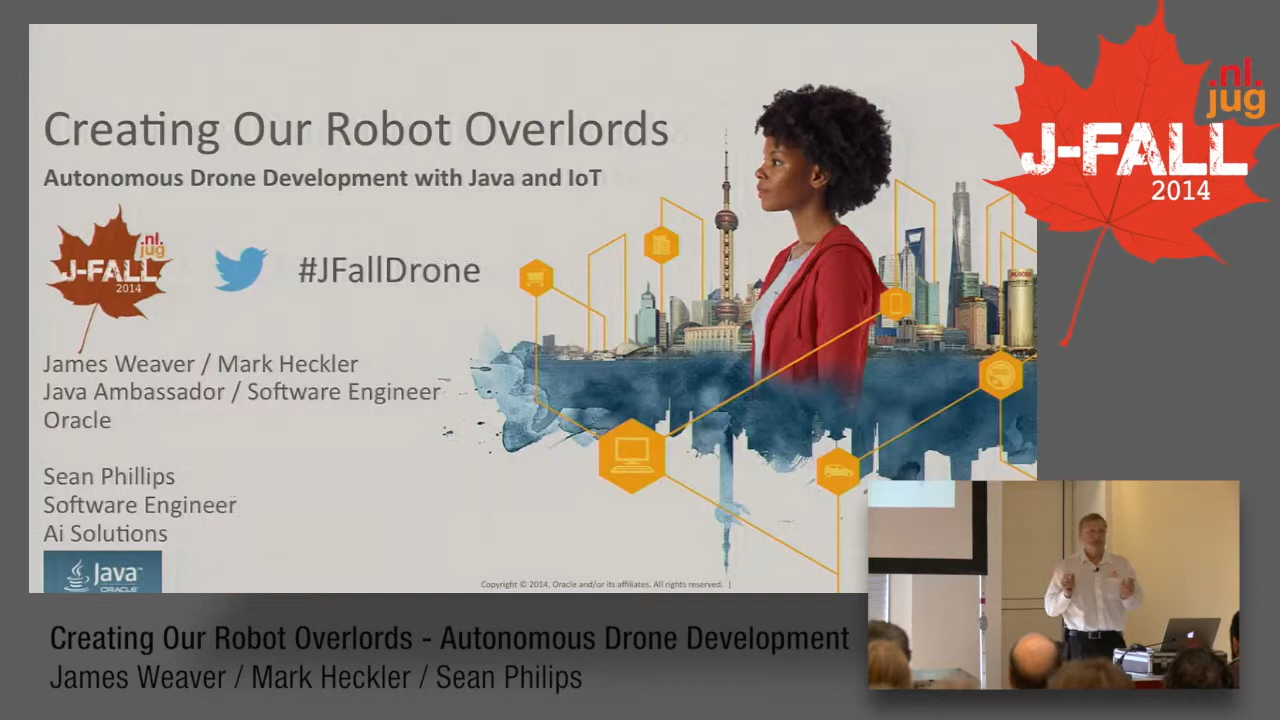 Creating Our Robot Overlords
Autonomous Drone Development with Java and IoT
.nl.
jug
J-FALL
2014
#JFallDrone
James Weaver / Mark Heckler
Java Ambassador / Software Engineer
Oracle
Sean Phillips
Software Engineer
Ai Solutions
Java™
ORACLE
Copyright © 2014, Oracle and/or its affiliates. All rights reserved. |
.nl.
jug
J-FALL
2014
Creating Our Robot Overlords - Autonomous Drone Development
James Weaver / Mark Heckler / Sean Philips